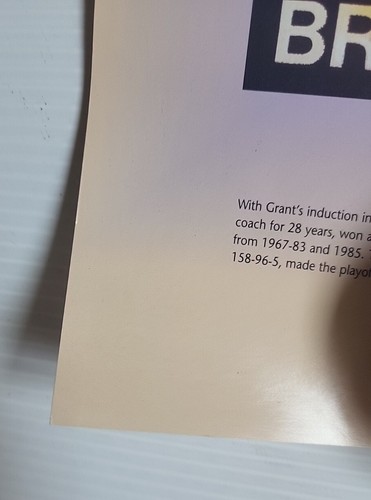 BR
With Grant's induction in
coach for 28 years, won a
from 1967-83 and 1985.
158-96-5, made the playo